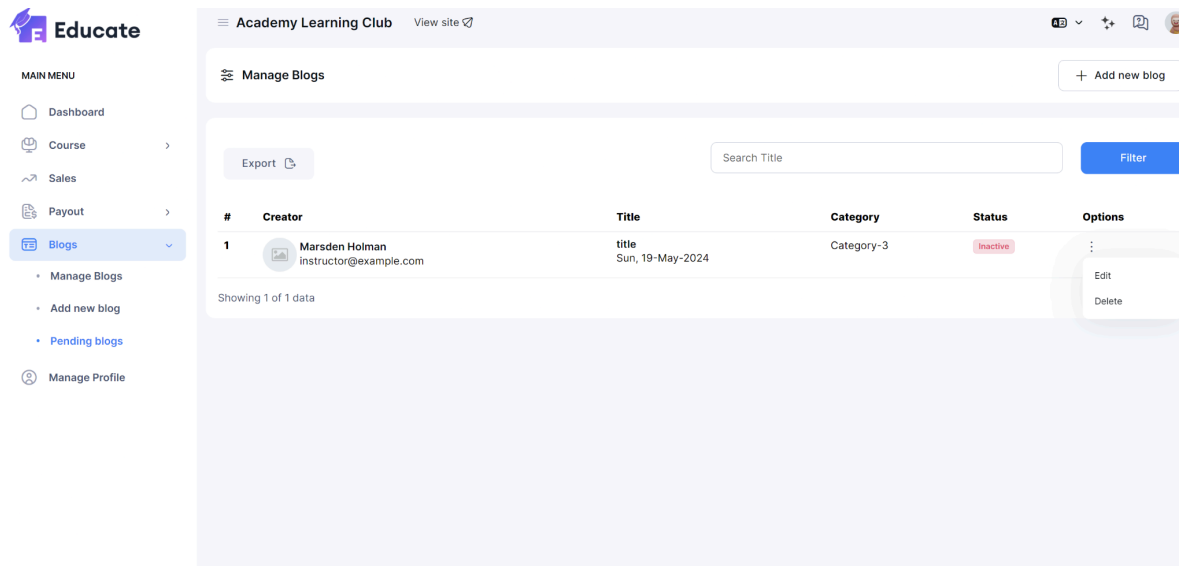 Educate
Academy Learning Club View site
MAIN MENU
Manage Blogs
+ Add new blog
Dashboard
Course
Sales
Payout
Blogs
Manage Blogs
Add new blog
Pending blogs
Manage Profile
Export
Search Title
Filter
# Creator Title Category Status Options
1 Marsden Holman title Category-3 Inactive
instructor@example.com Sun, 19-May-2024
Edit
Delete
Showing 1 of 1 data